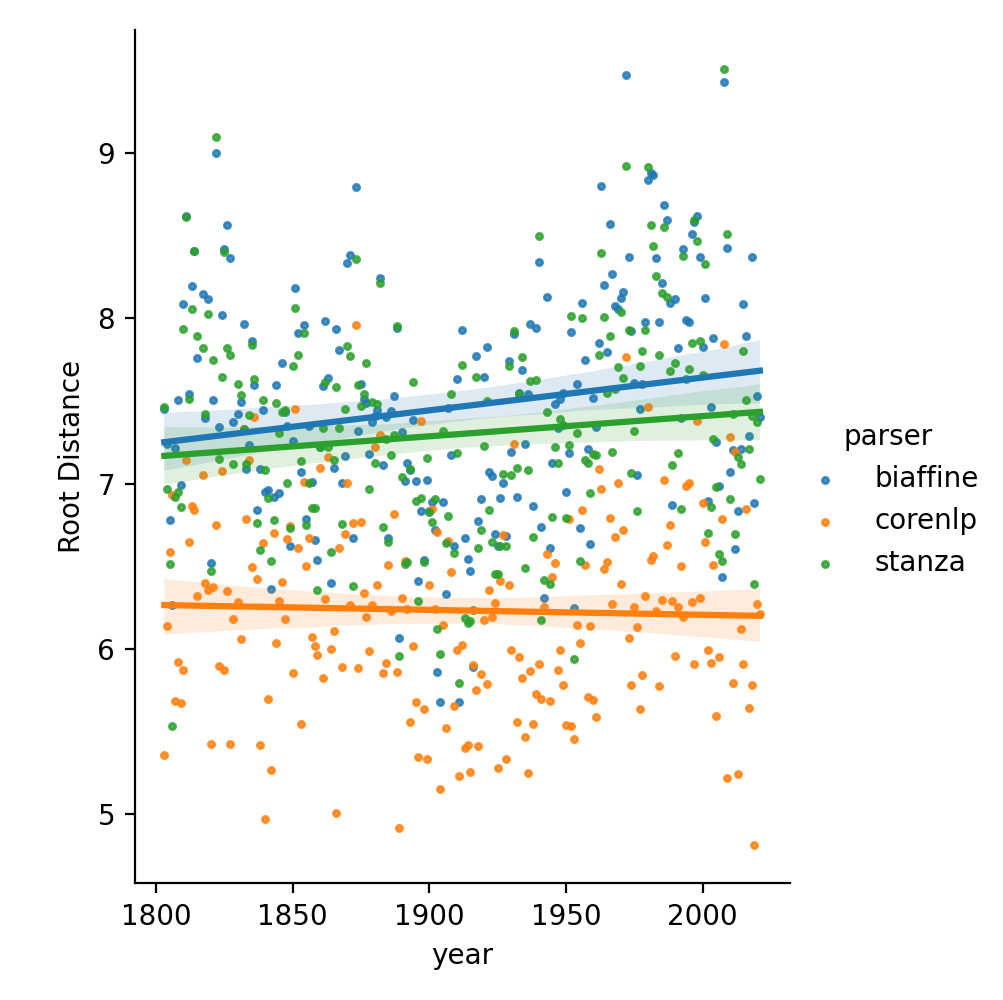 9
8
7
6
5
Root Distance
1800 1850 1900 1950 2000
year
parser
biaffine
corenlp
stanza